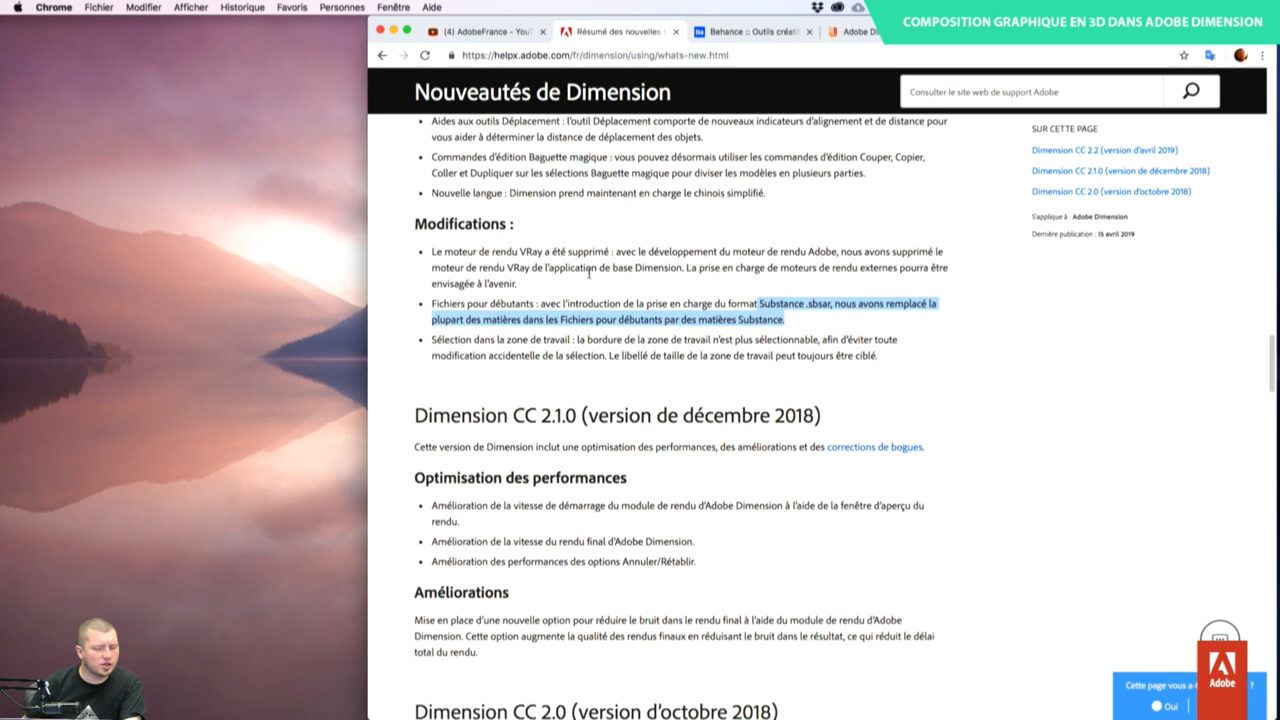 Chrome Fichier Modifier Afficher Historique Favoris Personnes Fenêtre Aide
COMPOSITION GRAPHIQUE EN 3D DANS ADOBE DIMENSION
(4) AdobeFrance - YouT
Résumé des nouvelles
Behance :: Outils créatif
Adobe Di
https://helpx.adobe.com/fr/dimension/using/whats-new.html
Nouveautés de Dimension
Consulter le site web de support Adobe
• Aides aux outils Déplacement : l'outil Déplacement comporte de nouveaux indicateurs d'alignement et de distance pour
vous aider à déterminer la distance de déplacement des objets.
• Commandes d'édition Baguette magique : vous pouvez désormais utiliser les commandes d'édition Couper, Copier,
Coller et Dupliquer sur les sélections Baguette magique pour diviser les modèles en plusieurs parties.
• Nouvelle langue : Dimension prend maintenant en charge le chinois simplifié.
Modifications :
• Le moteur de rendu VRay a été supprimé : avec le développement du moteur de rendu Adobe, nous avons supprimé le
moteur de rendu VRay de l'application de base Dimension. La prise en charge de moteurs de rendu externes pourra être
envisagée à l'avenir.
• Fichiers pour débutants : avec l'introduction de la prise en charge du format Substance .sbsar, nous avons remplacé la
plupart des matières dans les Fichiers pour débutants par des matières Substance.
• Sélection dans la zone de travail : la bordure de la zone de travail n'est plus sélectionnable, afin d'éviter toute
modification accidentelle de la sélection. Le libellé de taille de la zone de travail peut toujours être ciblé.
Dimension CC 2.1.0 (version de décembre 2018)
Cette version de Dimension inclut une optimisation des performances, des améliorations et des corrections de bogues.
Optimisation des performances
• Amélioration de la vitesse de démarrage du module de rendu d'Adobe Dimension à l'aide de la fenêtre d'aperçu du
rendu.
• Amélioration de la vitesse du rendu final d'Adobe Dimension.
• Amélioration des performances des options Annuler/Rétablir.
Améliorations
Mise en place d'une nouvelle option pour réduire le bruit dans le rendu final à l'aide du module de rendu d'Adobe
Dimension. Cette option augmente la qualité des rendus finaux en réduisant le bruit dans le résultat, ce qui réduit le délai
total du rendu.
Dimension CC 2.0 (version d'octobre 2018)
SUR CETTE PAGE
Dimension CC 2.2 (version d'avril 2019)
Dimension CC 2.1.0 (version de décembre 2018)
Dimension CC 2.0 (version d'octobre 2018)
S'applique à : Adobe Dimension
Dernière publication : 15 avril 2019
Cette page vous a-t ?
Oui
Adobe